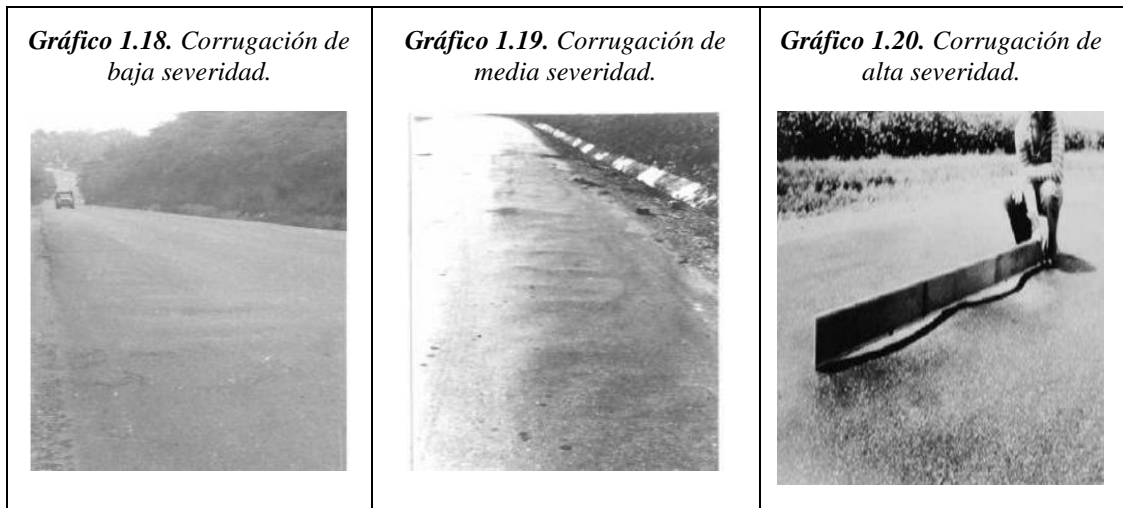 Gráfico 1.18. Corrugación de
baja severidad.
Gráfico 1.19. Corrugación de
media severidad.
Gráfico 1.20. Corrugación de
alta severidad.